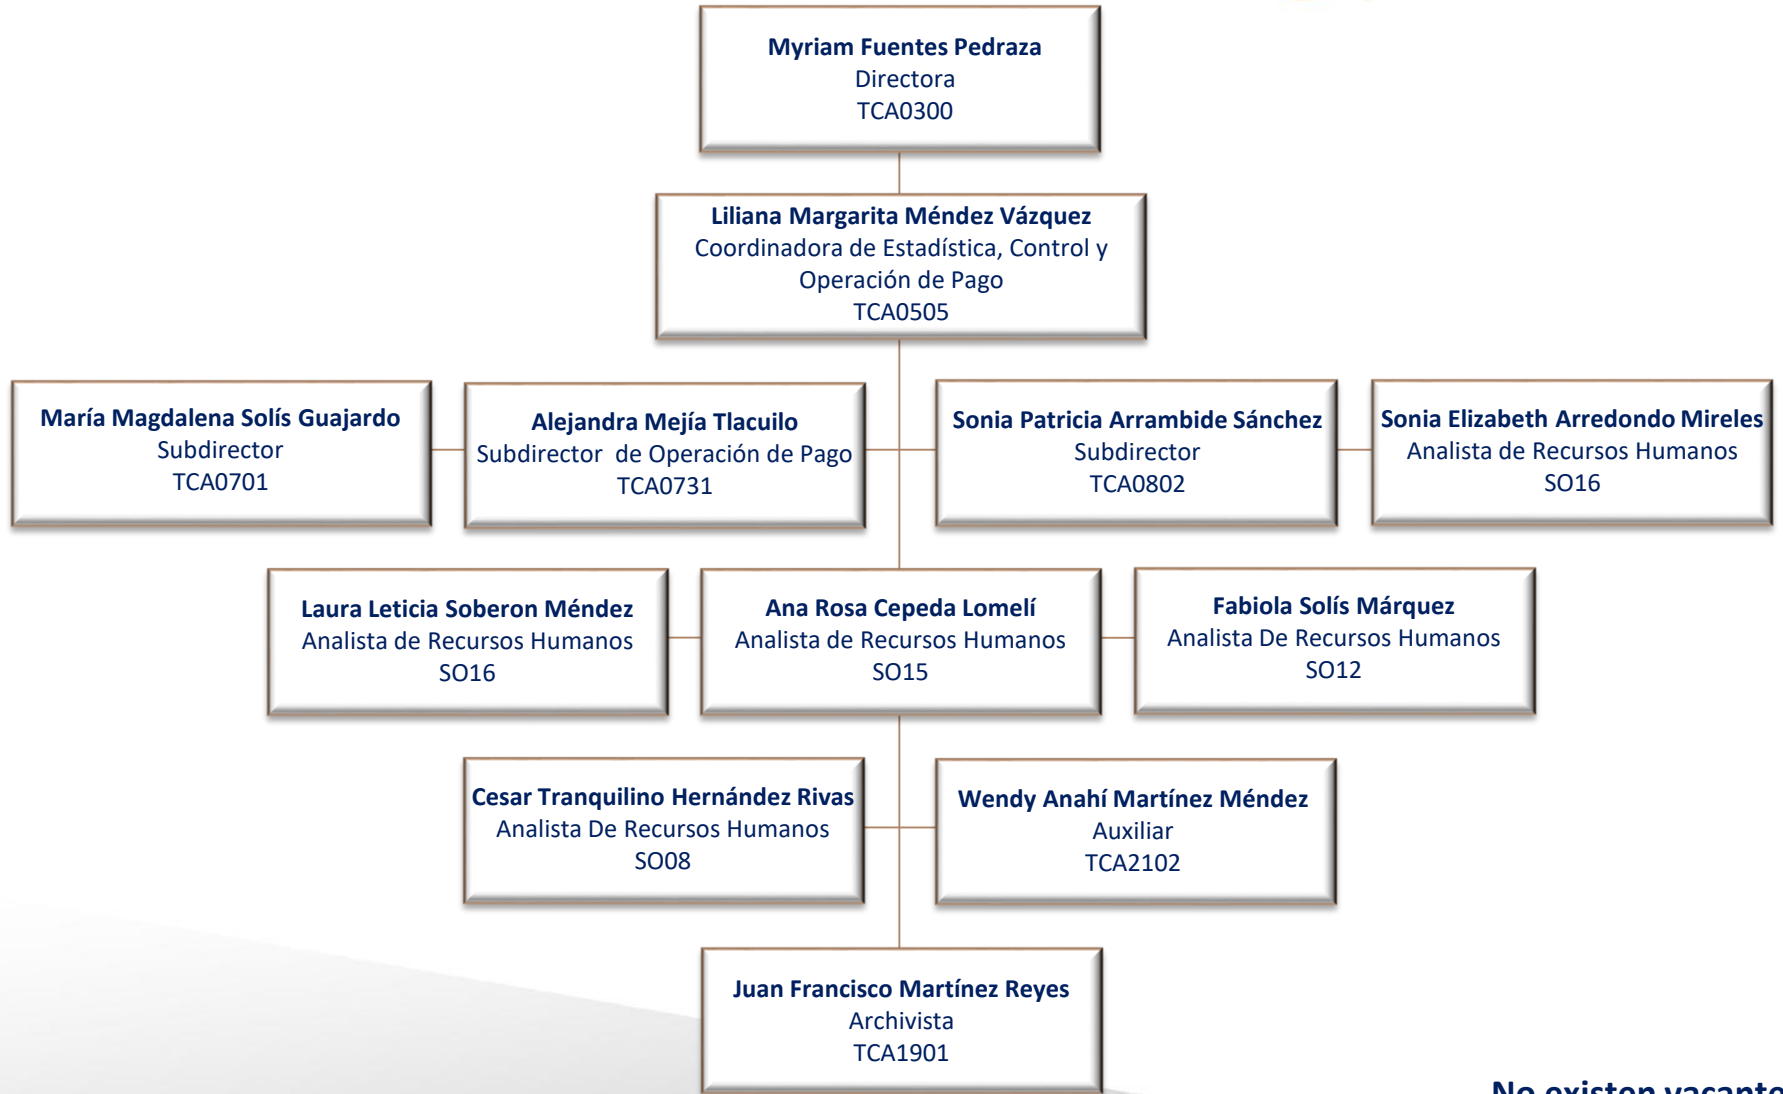 Myriam Fuentes Pedraza
Directora
TCA0300
Liliana Margarita Méndez Vázquez
Coordinadora de Estadística, Control y
Operación de Pago
TCA0505
María Magdalena Solís Guajardo
Subdirector
TCA0701
Alejandra Mejía Tlacuilo
Subdirector  de Operación de Pago
TCA0731
Sonia Patricia Arrambide Sánchez
Subdirector
TCA0802
Sonia Elizabeth Arredondo Mireles
Analista de Recursos Humanos
SO16
Laura Leticia Soberon Méndez
Analista de Recursos Humanos
SO16
Ana Rosa Cepeda Lomelí
Analista de Recursos Humanos
SO15
Fabiola Solís Márquez
Analista De Recursos Humanos
SO12
Cesar Tranquilino Hernández Rivas
Analista De Recursos Humanos
SO08
Wendy Anahí Martínez Méndez
Auxiliar
TCA2102
Juan Francisco Martínez Reyes
Archivista
TCA1901
No existen vacante